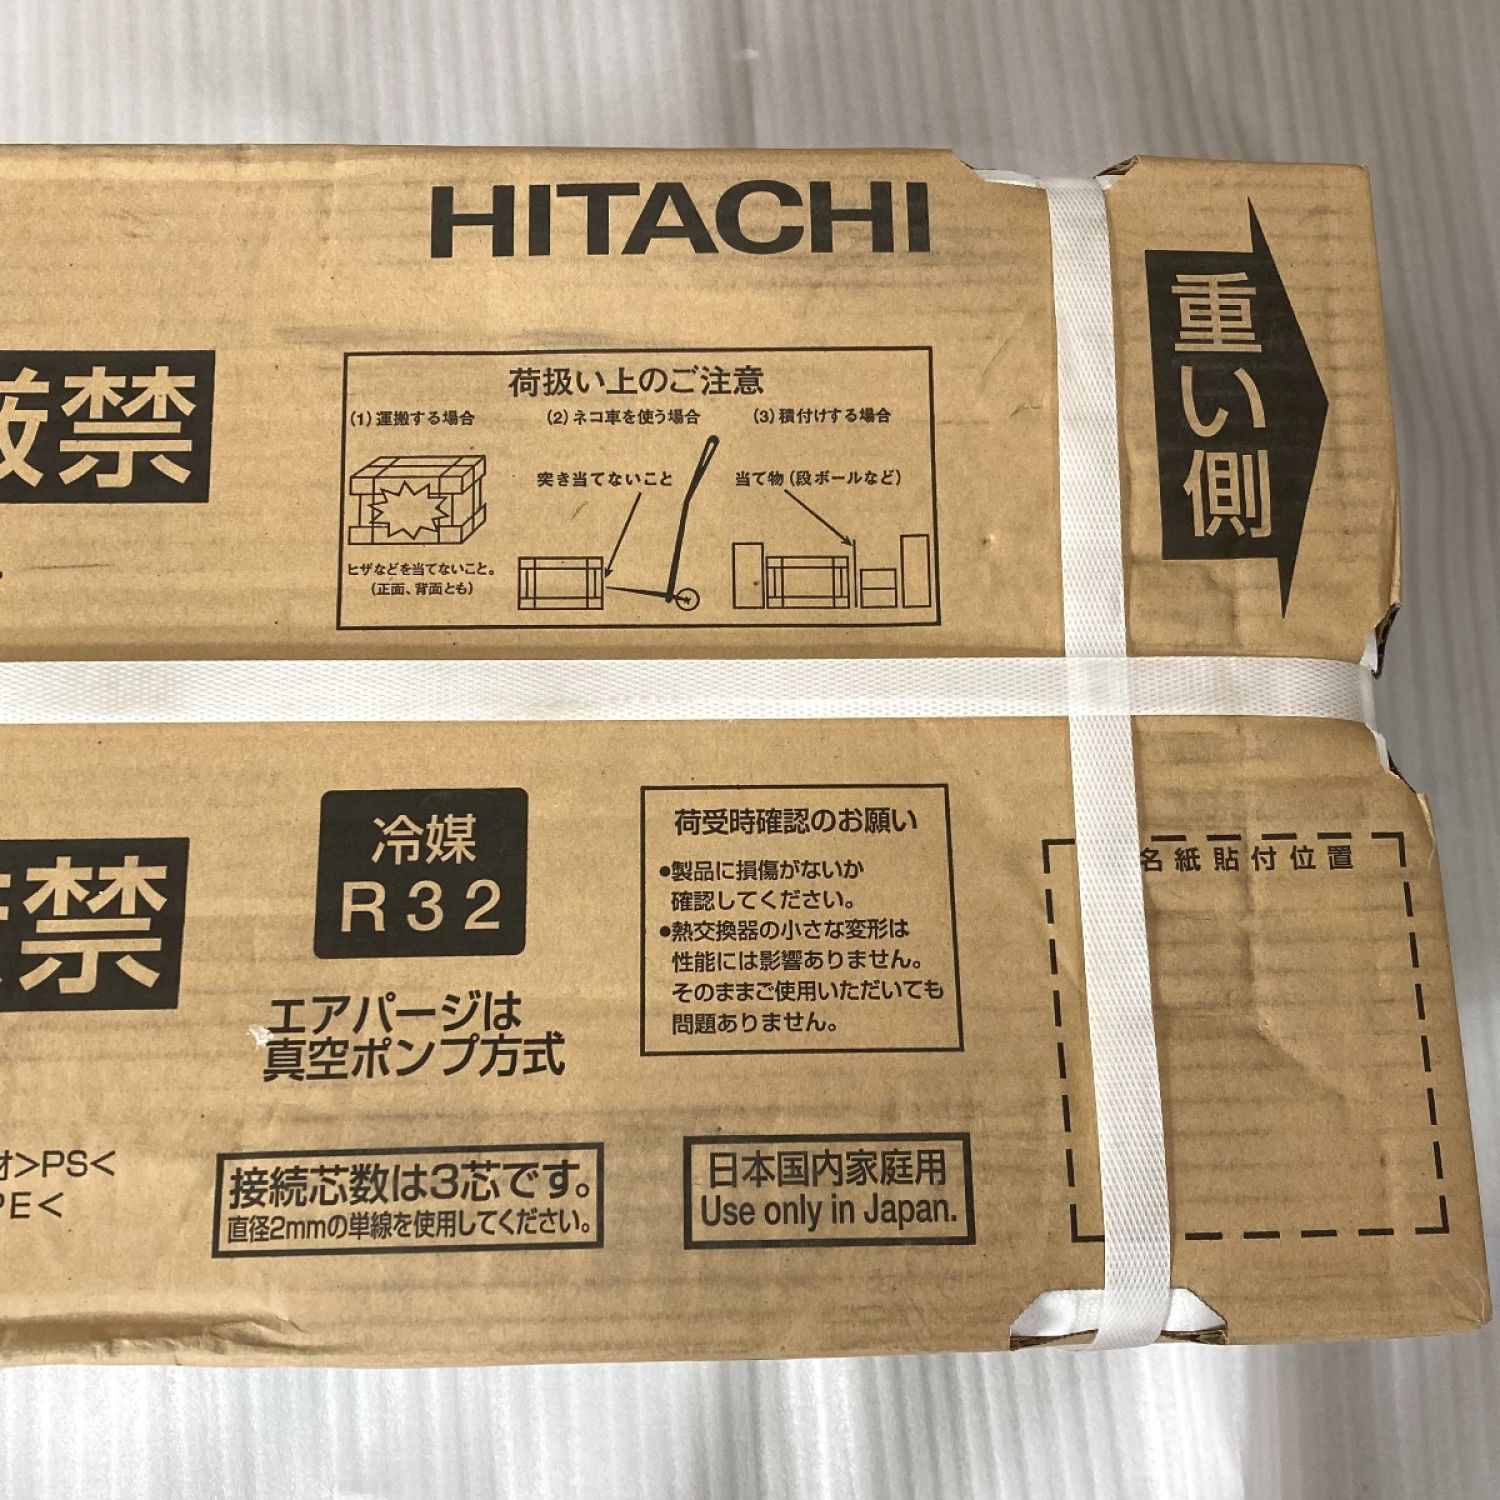 HITACHI
重い側
禁
荷扱い上のご注意
(1)運搬する場合
(2)ネコ車を使う場合
(3)積付けする場合
突き当てないこと
当て物(段ボールなど)
ヒザなどを当てないこと。
(正面、背面とも)
禁
冷媒
R32
エアパージは
真空ポンプ方式
荷受時確認のお願い
●製品に損傷がないか
確認してください。
●熱交換器の小さな変形は
性能には影響ありません。
そのままご使用いただいても
問題ありません。
名紙貼付位置
材>PS<
PE<
接続芯数は3芯です。
直径2mmの単線を使用してください。
日本国内家庭用
Use only in Japan.